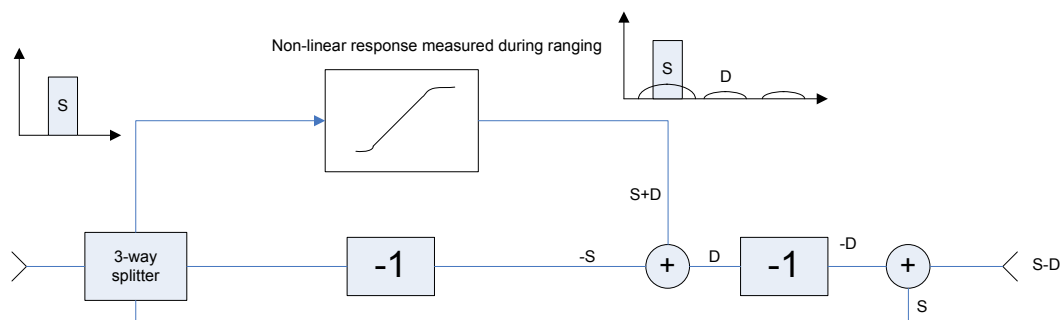 Non-linear response measured during ranging
S
S
D
S+D
3-way
splitter
-1
-S
+
D
-1
-D
+
S-D
S